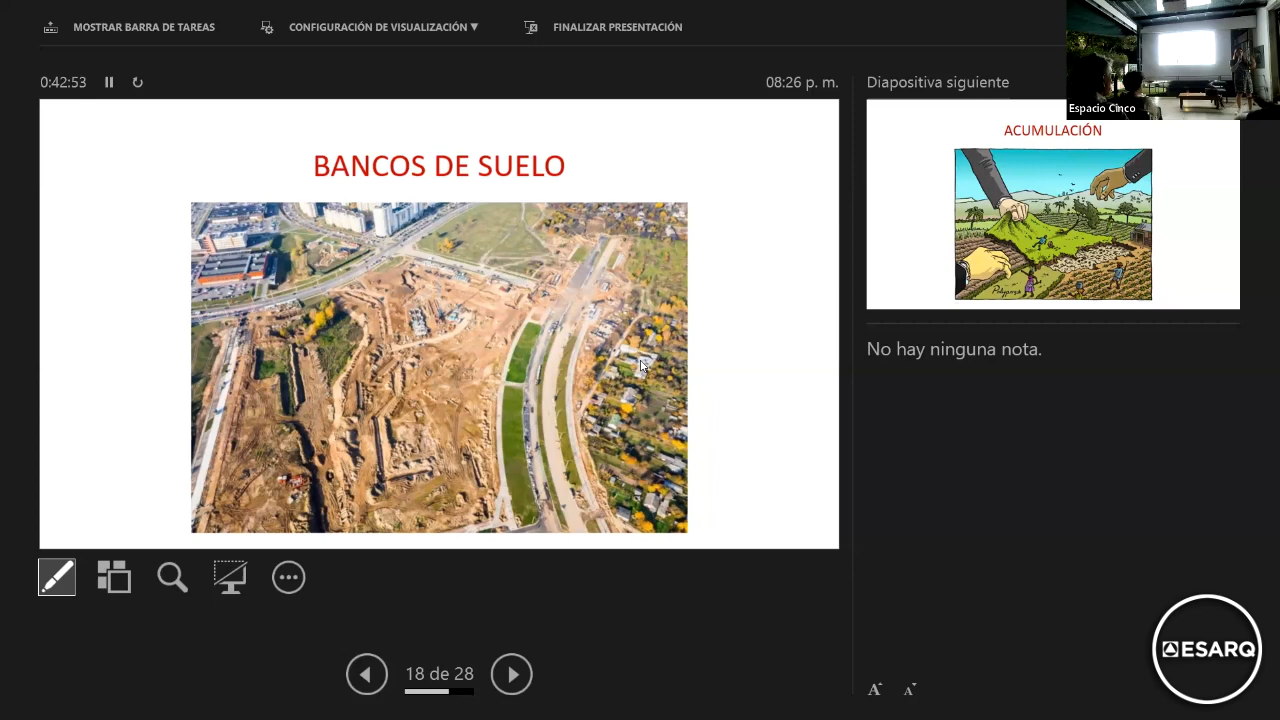 MOSTRAR BARRA DE TAREAS
CONFIGURACIÓN DE VISUALIZACIÓN ▼
FINALIZAR PRESENTACIÓN
Espacio Cinco
0:42:53
08:26 p. m.
Diapositiva siguiente
BANCOS DE SUELO
ACUMULACIÓN
No hay ninguna nota.
18 de 28
A A
ESARQ